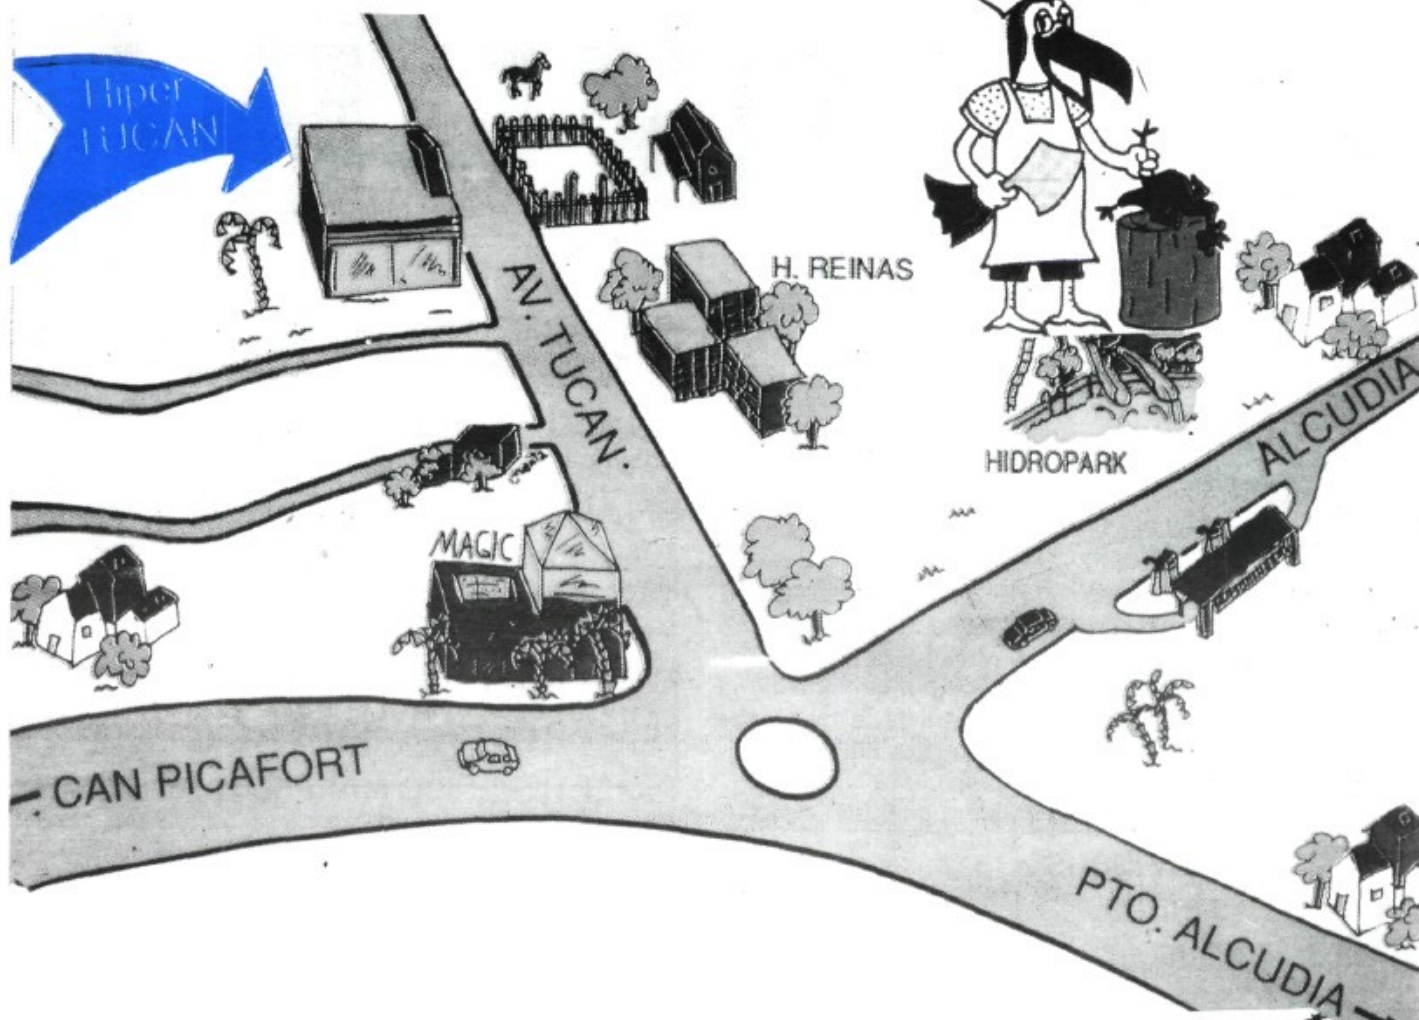 Hiper
TUCAN
AV. TUCAN
H. REINAS
HIDROPARK
ALCUDIA
MAGIC
CAN PICAFORT
PTO. ALCUDIA